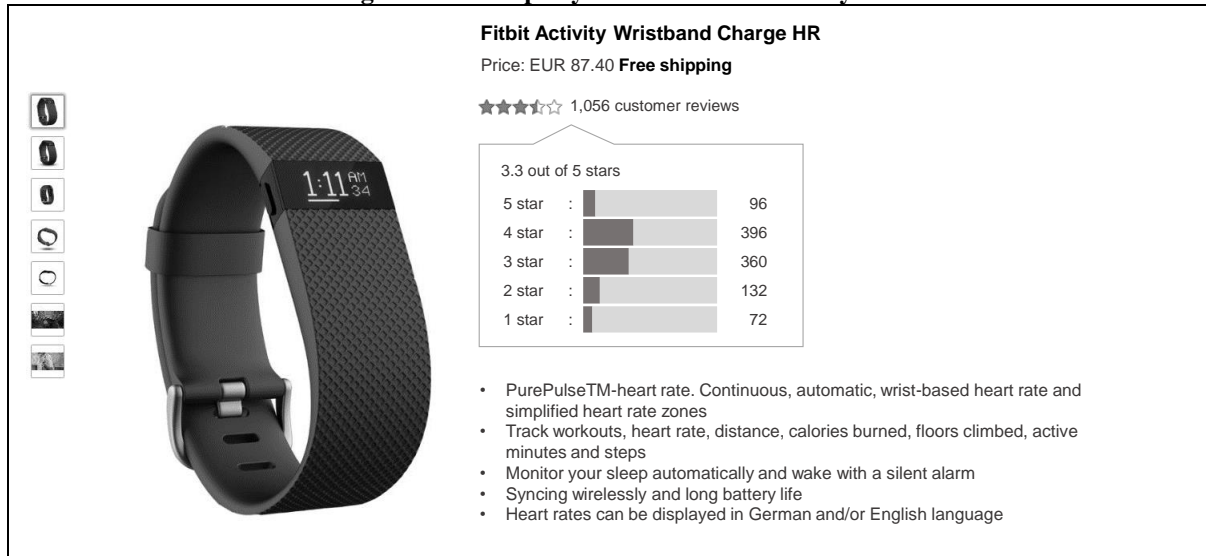 Fitbit Activity Wristband Charge HR
Price: EUR 87.40 Free shipping
1,056 customer reviews
3.3 out of 5 stars
5 star : 96
4 star : 396
3 star : 360
2 star : 132
1 star : 72
1:11 AM
34
• PurePulseTM-heart rate. Continuous, automatic, wrist-based heart rate and
simplified heart rate zones
• Track workouts, heart rate, distance, calories burned, floors climbed, active
minutes and steps
• Monitor your sleep automatically and wake with a silent alarm
• Syncing wirelessly and long battery life
• Heart rates can be displayed in German and/or English language